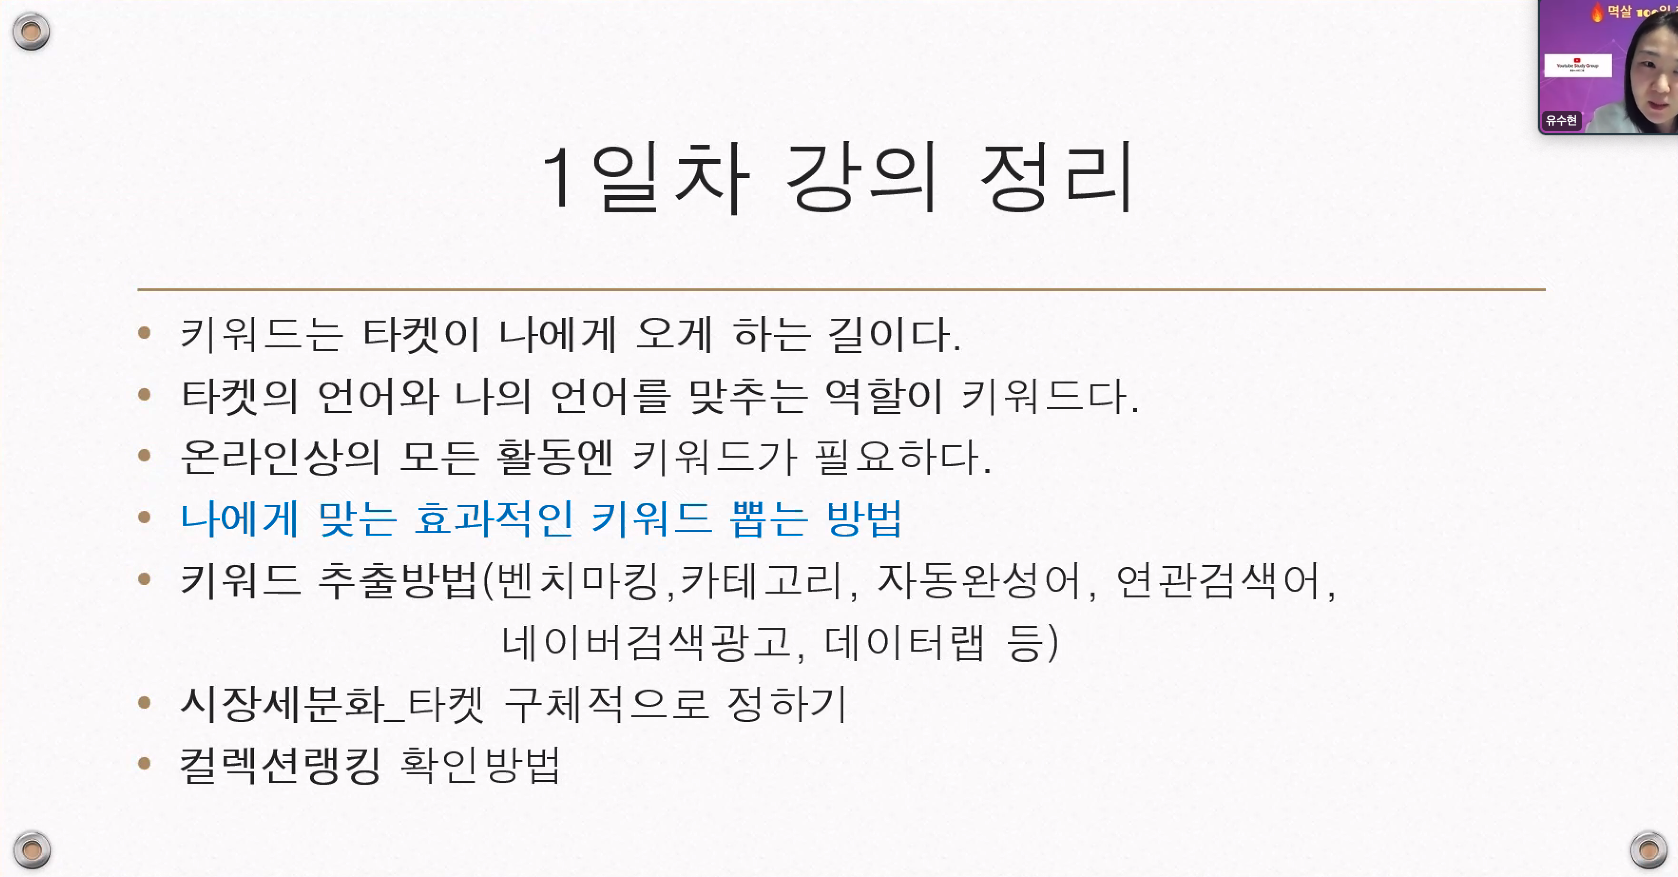 멱살
Youtube Study Group
유수현
1일차 강의 정리
• 키워드는 타켓이 나에게 오게 하는 길이다.
• 타켓의 언어와 나의 언어를 맞추는 역할이 키워드다.
• 온라인상의 모든 활동엔 키워드가 필요하다.
• 나에게 맞는 효과적인 키워드 뽑는 방법
• 키워드 추출방법(벤치마킹,카테고리, 자동완성어, 연관검색어,
네이버검색광고, 데이터랩 등)
• 시장세분화_타켓 구체적으로 정하기
• 컬렉션랭킹 확인방법